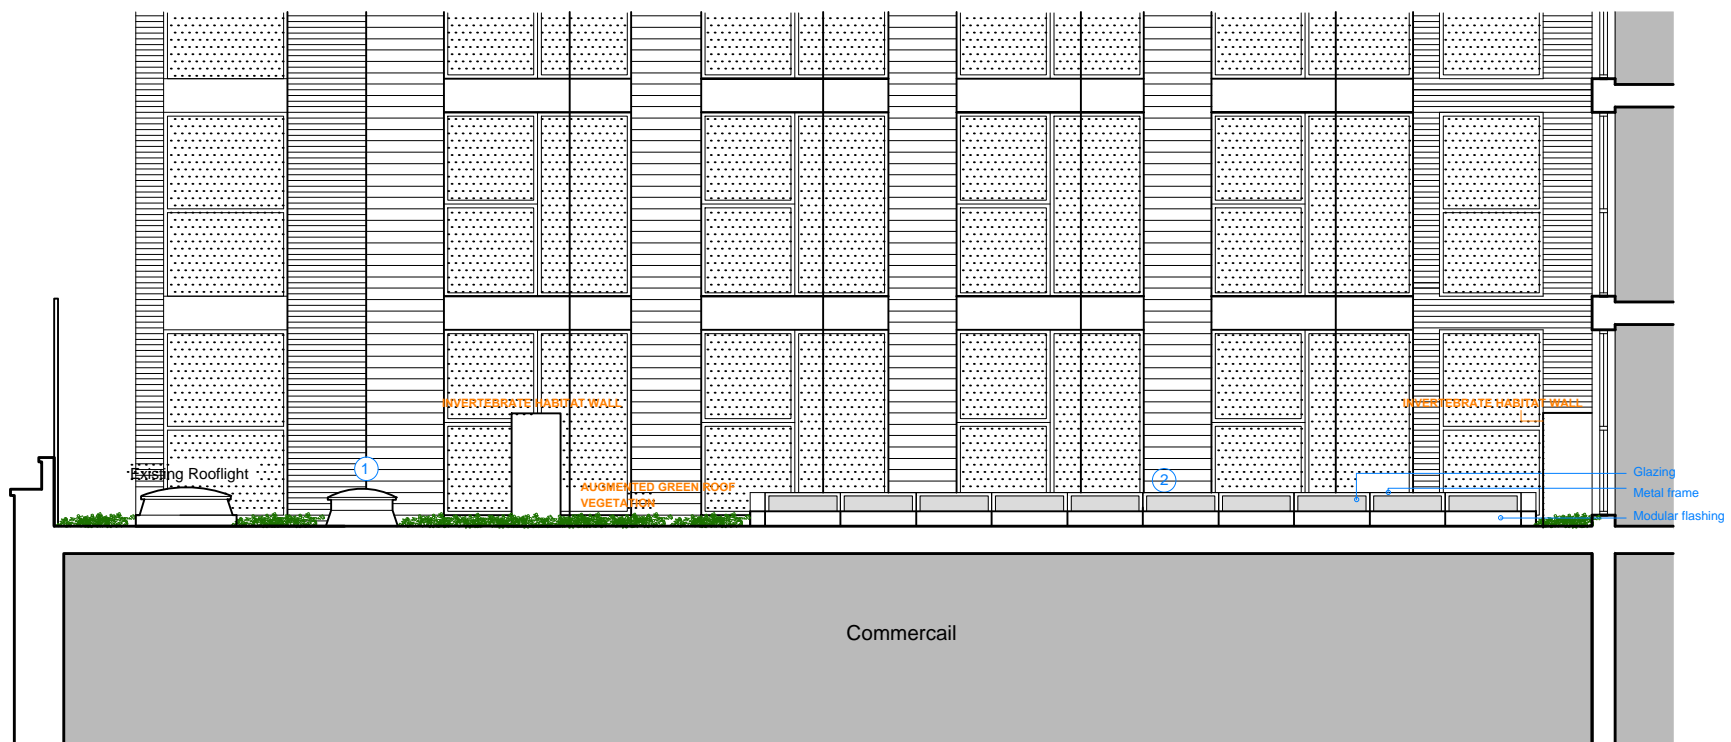 INVERTEBRATE HABITAT WALL
INVERTEBRATE HABITAT WALL
Existing Rooflight
1
2
Glazing
AUGMENTED GREEN ROOF
VEGETATION
Metal frame
Modular flashing
Commercail